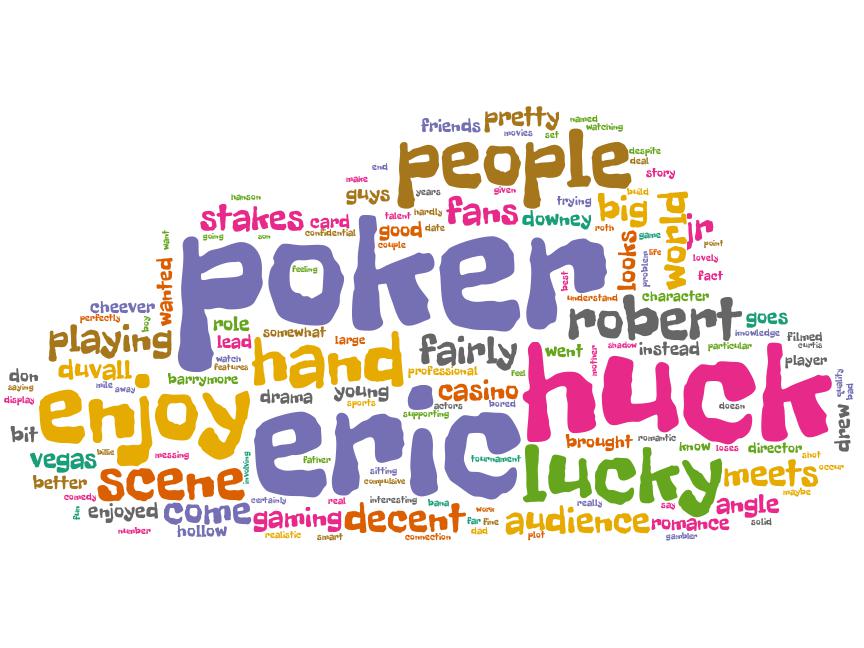 friends pretty named
movies set watching
people despite
end deal
make story
guys years given
hanson trying big build world
stakes card talent hardly fans downey jr
going son confidential good date roth game
want couple looks problem life point
wanted feeling poker best lovely
fact
understand character
cheever
perfectly boy role robert goes
playing lead somewhat large fairly knowledge filmed
watch hand went mother shadow instead particular player
duvall features professional feel
don barrymore huck quality
saying mile away drama young casino bad
display enjoy sports eric actors bored doesn drew
supporting
bit brought romantic
vegas billie messing involving father tournament lucky know loses director shot
better scene sitting meets occur
compulsive maybe
comedy certainly real interesting bana work really say angle
fun enjoyed come gaming decent far fine audience romance solid
number hollow realistic smart connection dad plot gambler
curtis